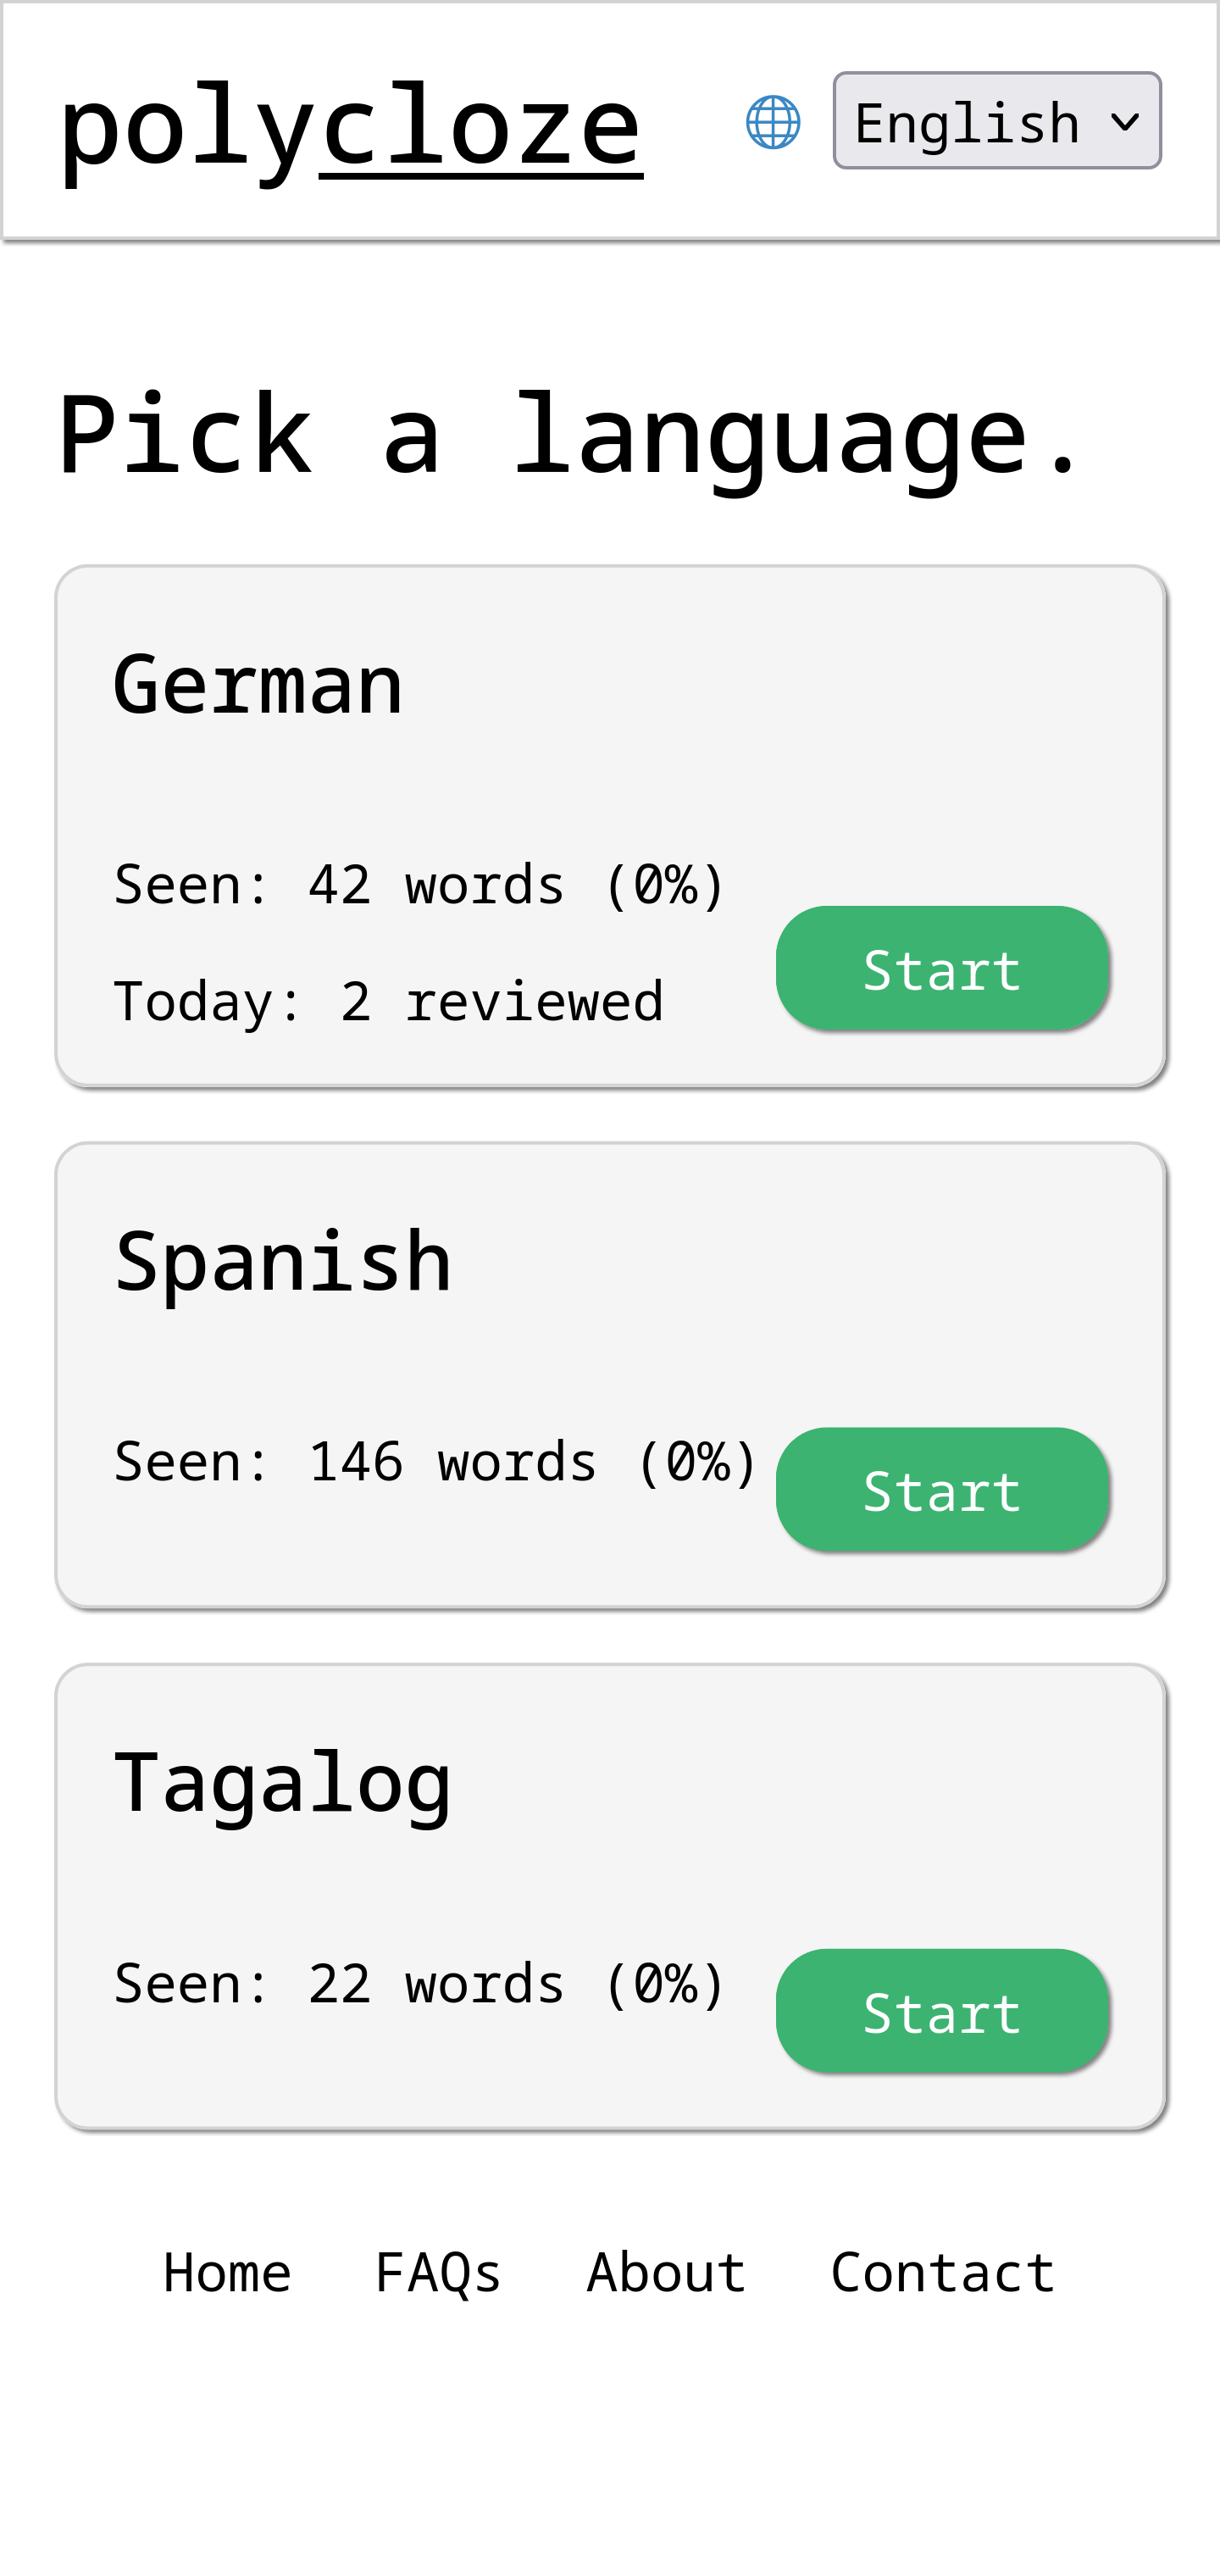 polycloze
English
Pick a language.
German
Seen: 42 words (0%)
Today: 2 reviewed
Start
Spanish
Seen: 146 words (0%)
Start
Tagalog
Seen: 22 words (0%)
Start
Home FAQs About Contact